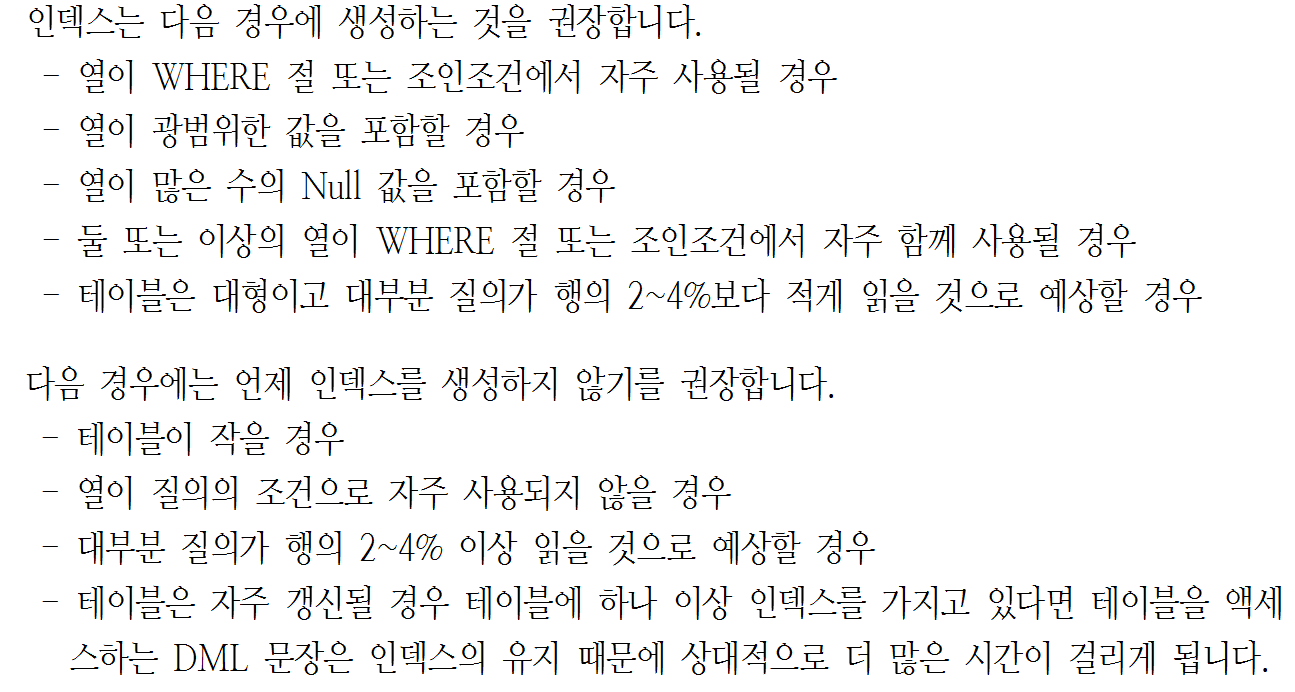 인덱스는 다음 경우에 생성하는 것을 권장합니다.
- 열이 WHERE 절 또는 조인조건에서 자주 사용될 경우
- 열이 광범위한 값을 포함할 경우
- 열이 많은 수의 Null 값을 포함할 경우
- 둘 또는 이상의 열이 WHERE 절 또는 조인조건에서 자주 함께 사용될 경우
- 테이블은 대형이고 대부분 질의가 행의 2~4%보다 적게 읽을 것으로 예상할 경우
다음 경우에는 언제 인덱스를 생성하지 않기를 권장합니다.
- 테이블이 작을 경우
- 열이 질의의 조건으로 자주 사용되지 않을 경우
- 대부분 질의가 행의 2~4% 이상 읽을 것으로 예상할 경우
- 테이블은 자주 갱신될 경우 테이블에 하나 이상 인덱스를 가지고 있다면 테이블을 액세
스하는 DML 문장은 인덱스의 유지 때문에 상대적으로 더 많은 시간이 걸리게 됩니다.